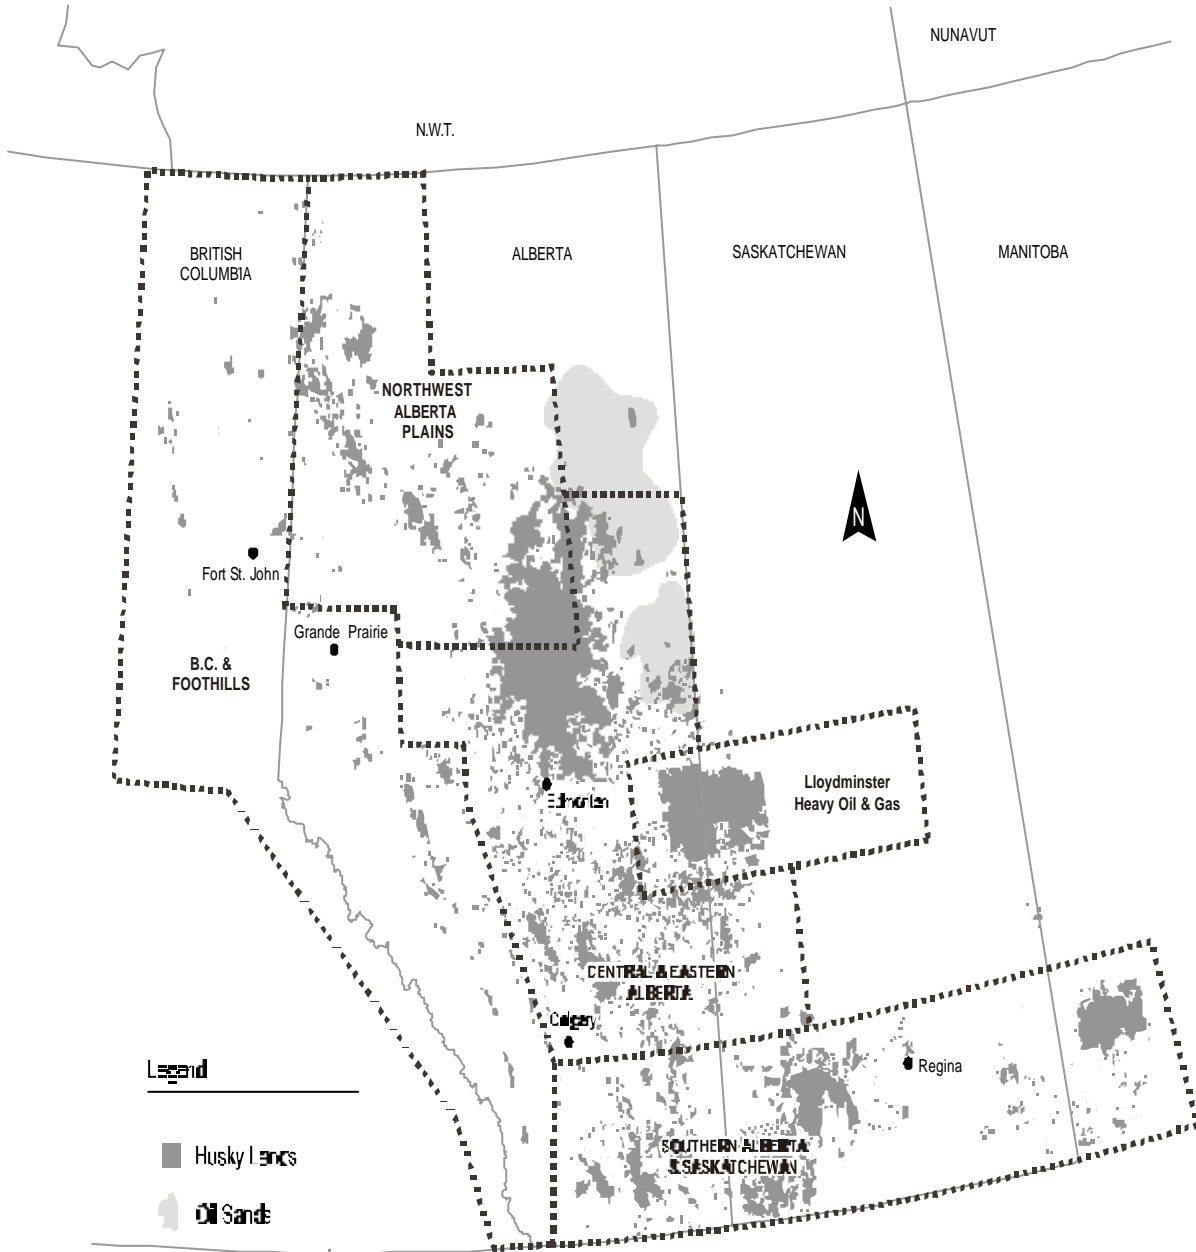 NUNAVUT
N.W.T.
BRITISH
COLUMBIA
ALBERTA
SASKATCHEWAN
MANITOBA
NORTHWEST
ALBERTA
PLAINS
N
Fort St. John
Grande Prairie
B.C. &
FOOTHILLS
Lloydminster
Heavy Oil & Gas
Edmonton
CENTRAL & EASTERN
ALBERTA
Calgary
Regina
Legend
SOUTHERN ALBERTA
& SASKATCHEWAN
Husky Lands
Oil Sands